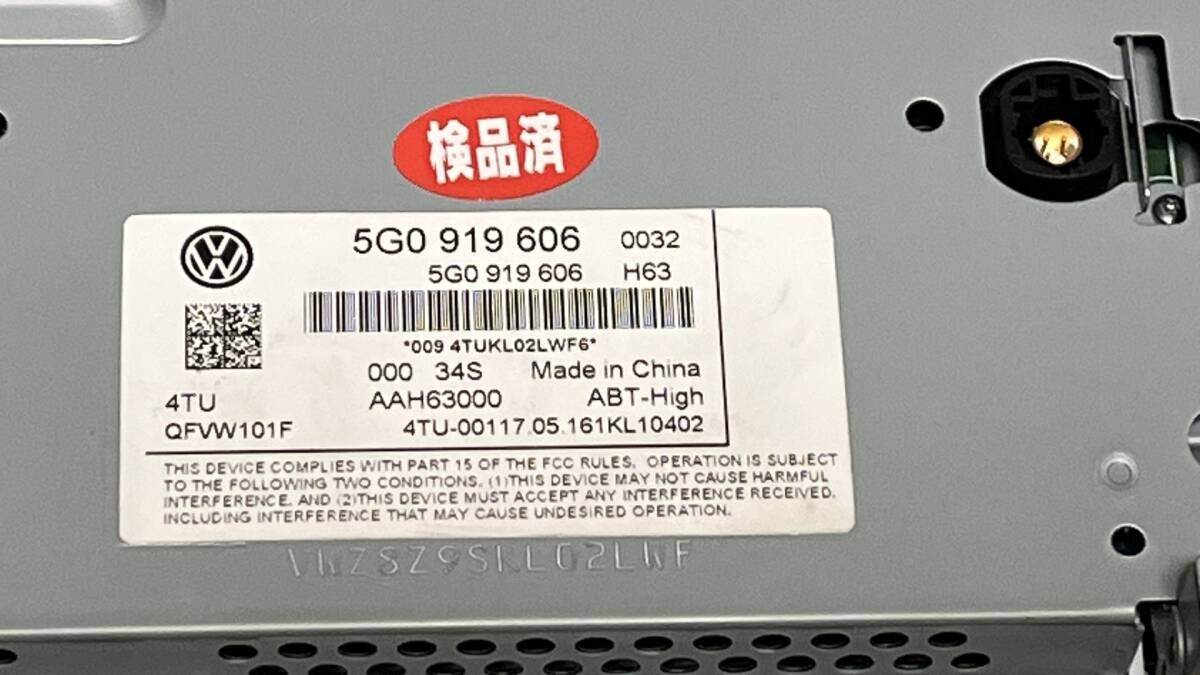 検品済
5G0 919 606 0032
5G0 919 606 H63
*009 4TUKL02LWF6*
000 34S Made in China
4TU AAH63000 ABT-High
QFVW101F 4TU-00117.05.161KL10402
THIS DEVICE COMPLIES WITH PART 15 OF THE FCC RULES. OPERATION IS SUBJECT
TO THE FOLLOWING TWO CONDITIONS. (1)THIS DEVICE MAY NOT CAUSE HARMFUL
INTERFERENCE. AND (2)THIS DEVICE MUST ACCEPT ANY INTERFERENCE RECEIVED.
INCLUDING INTERFERENCE THAT MAY CAUSE UNDESIRED OPERATION.
VWZ8Z9SKL02LWF